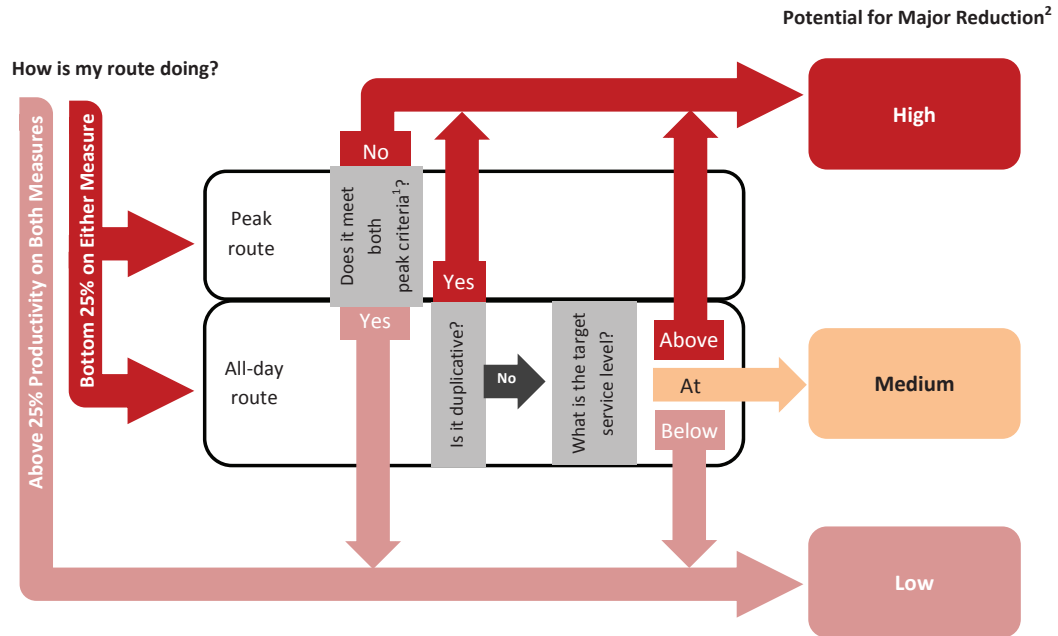 Potential for Major Reduction2
How is my route doing?
Above 25% Productivity on Both Measures
Bottom 25% on Either Measure
High
No
Does it meet
both
peak criteria1?
Peak
route
Yes
Yes
All-day
route
Is it duplicative?
No
What is the target
service level?
Above
At
Below
Medium
Low